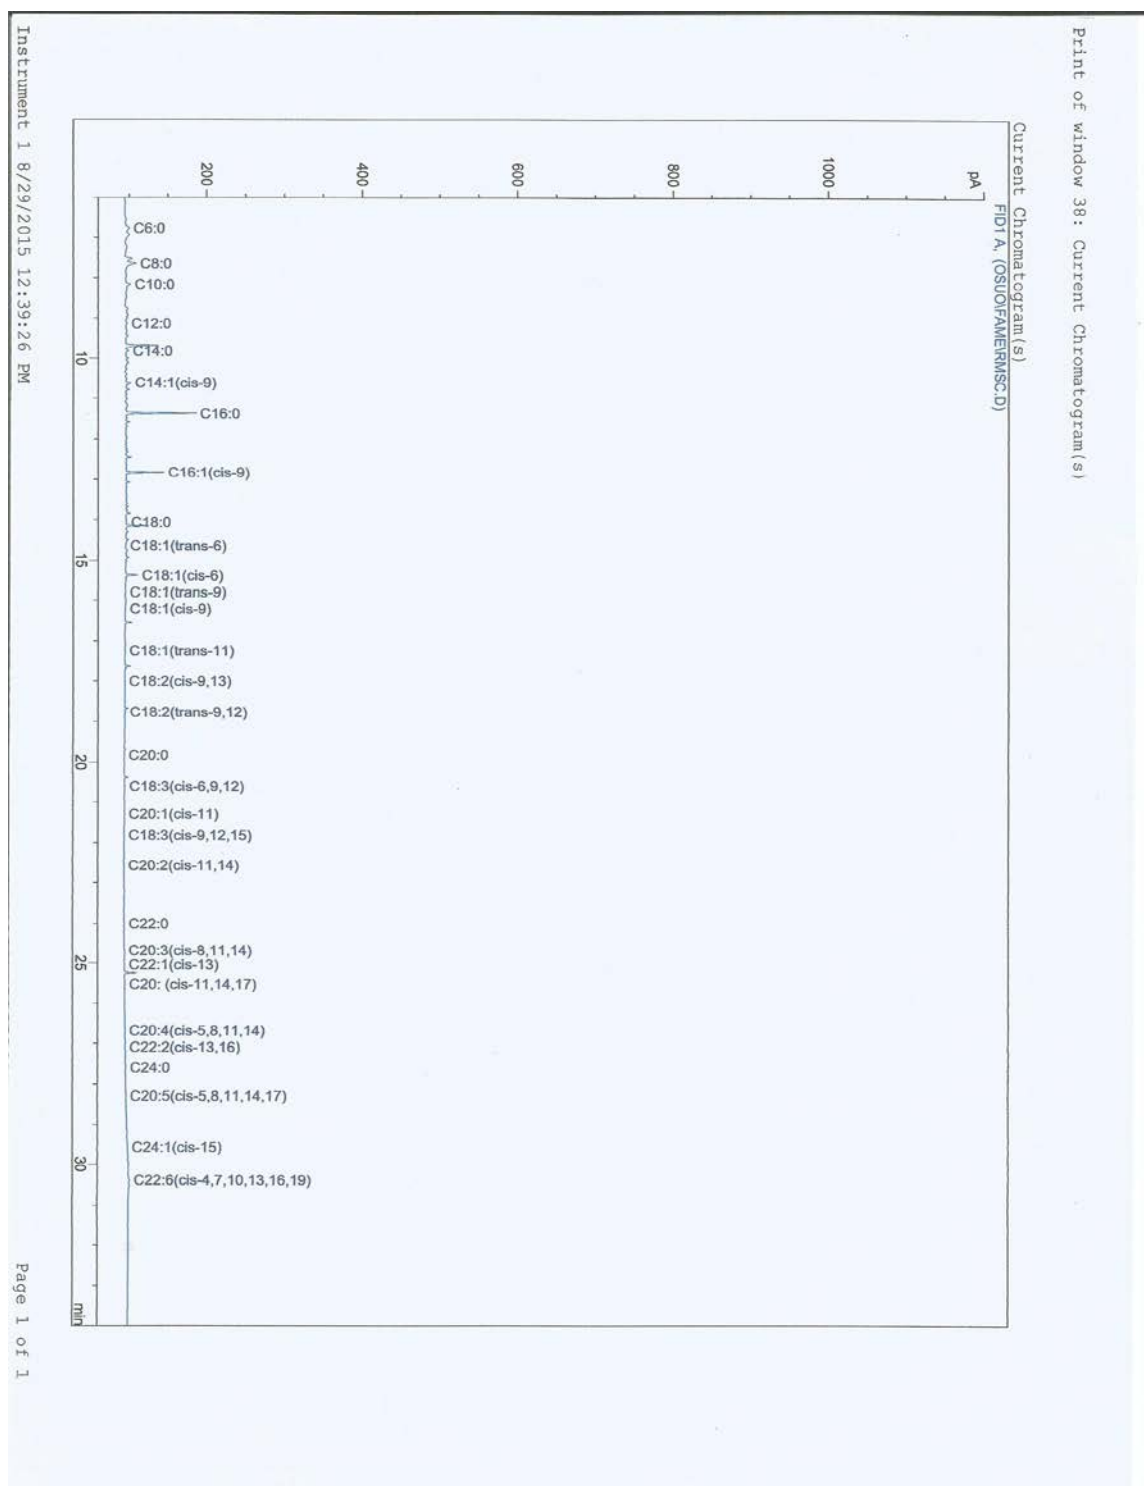 Print of window 38: Current Chromatogram(s)
Current Chromatogram(s)
FID1 A, (OSUO\FAME\RMSC.D)
pA
1000
800
600
400
200
C6:0
C8:0
C10:0
C12:0
C14:0
C14:1(cis-9)
C16:0
C16:1(cis-9)
C18:0
C18:1(trans-6)
C18:1(cis-6)
C18:1(trans-9)
C18:1(cis-9)
C18:1(trans-11)
C18:2(cis-9,13)
C18:2(trans-9,12)
C20:0
C18:3(cis-6,9,12)
C20:1(cis-11)
C18:3(cis-9,12,15)
C20:2(cis-11,14)
C22:0
C20:3(cis-8,11,14)
C22:1(cis-13)
C20: (cis-11,14,17)
C20:4(cis-5,8,11,14)
C22:2(cis-13,16)
C24:0
C20:5(cis-5,8,11,14,17)
C24:1(cis-15)
C22:6(cis-4,7,10,13,16,19)
10
15
20
25
30
min
Instrument 1 8/29/2015 12:39:26 PM
Page 1 of 1